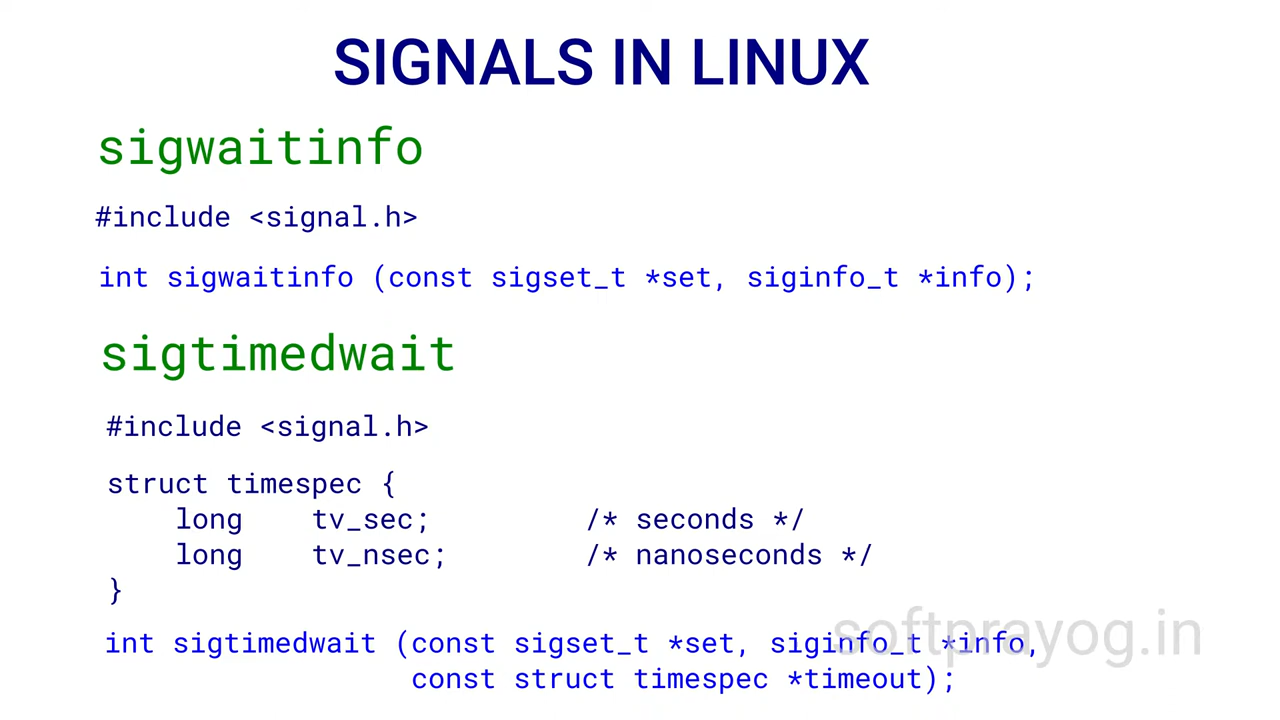 SIGNALS IN LINUX
sigwaitinfo
#include <signal.h>
int sigwaitinfo (const sigset_t *set, siginfo_t *info);
sigtimedwait
#include <signal.h>
struct timespec {
    long    tv_sec;         /* seconds */
    long    tv_nsec;        /* nanoseconds */
}
int sigtimedwait (const sigset_t *set, siginfo_t *info,
                  const struct timespec *timeout);
softprayog.in